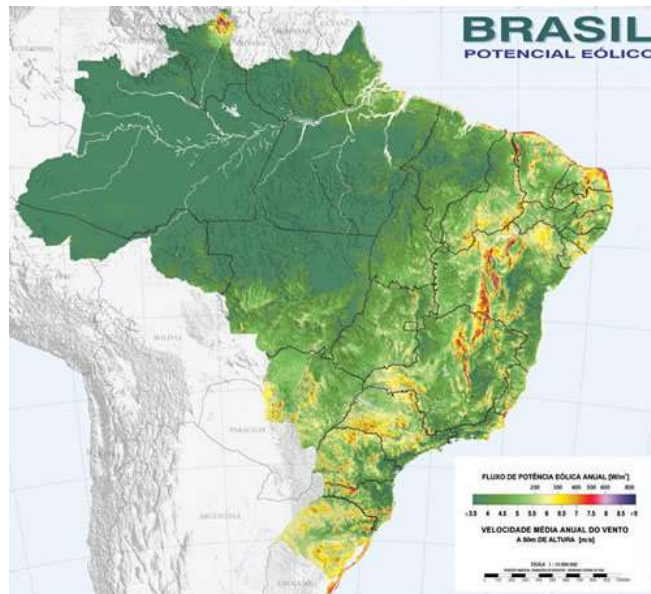 BRASIL
POTENCIAL EÓLICO
BOLIVIA
PARAGUAY
ARGENTINA
URUGUAY
FLUXO DE POTÊNCIA EÓLICA ANUAL [W/m²]
200 300 400 500 600 800
<3.5 4 4.5 5 5.5 6 6.5 7 7.5 8 8.5 >9
VELOCIDADE MÉDIA ANUAL DO VENTO
A 50m DE ALTURA [m/s]